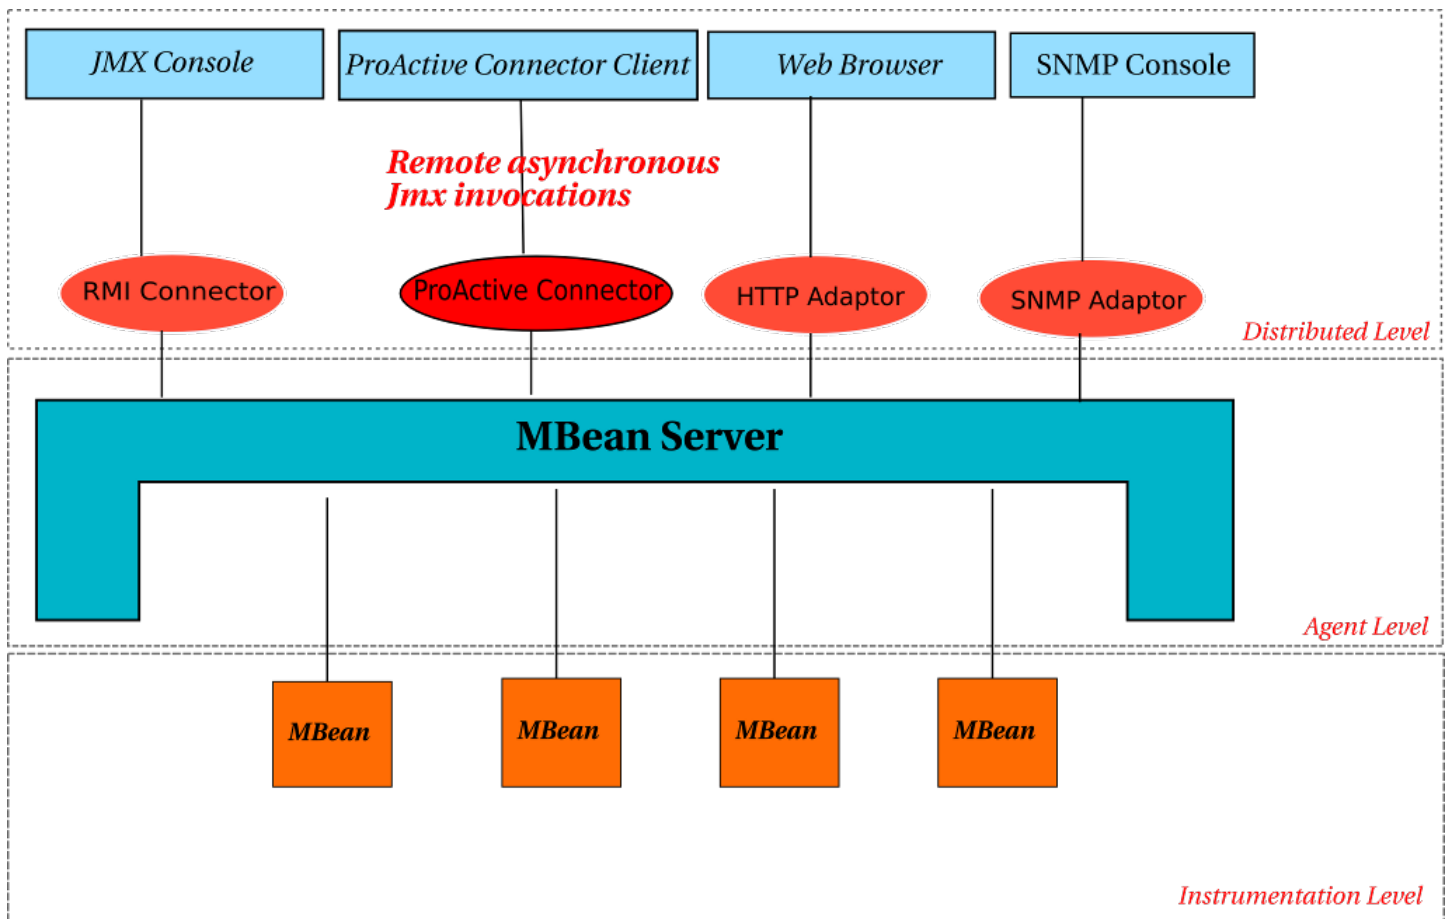 JMX Console
ProActive Connector Client
Web Browser
SNMP Console
Remote asynchronous
Jmx invocations
RMI Connector
ProActive Connector
HTTP Adaptor
SNMP Adaptor
Distributed Level
MBean Server
Agent Level
MBean
MBean
MBean
MBean
Instrumentation Level